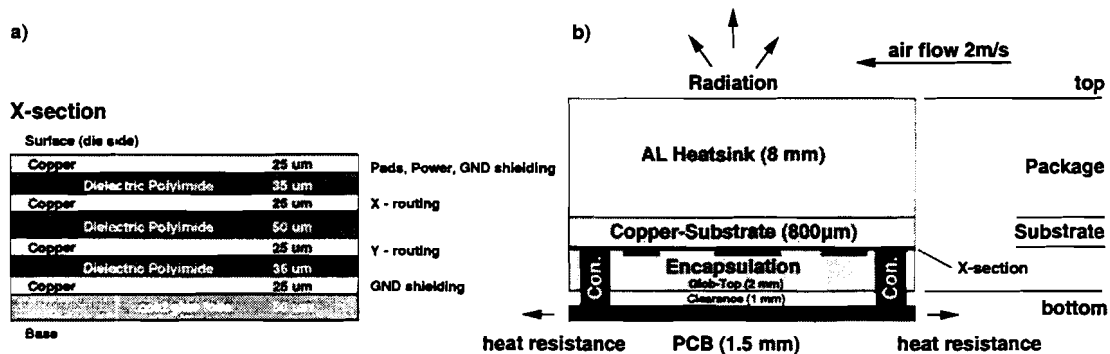 a)
X-section
Surface (die side)
Copper 25 um
Dielectric Polyimide 35 um
Copper 25 um
Dielectric Polyimide 50 um
Copper 25 um
Dielectric Polyimide 35 um
Copper 25 um
Base
Pads, Power, GND shielding
X - routing
Y - routing
GND shielding
b)
air flow 2m/s
Radiation
top
AL Heatsink (8 mm)
Package
Copper-Substrate (800µm)
Substrate
Con.
Encapsulation
Glob-Top (2 mm)
Con.
X-section
Clearance (1 mm)
bottom
heat resistance
PCB (1.5 mm)
heat resistance